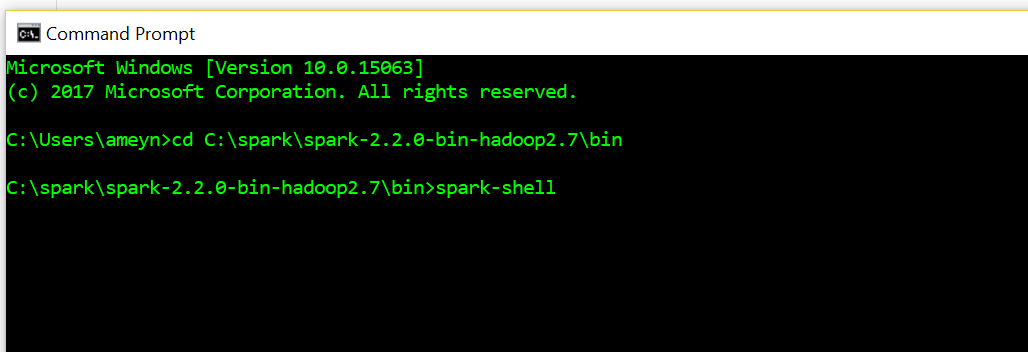 Command Prompt
Microsoft Windows [Version 10.0.15063]
(c) 2017 Microsoft Corporation. All rights reserved.
C:\Users\ameyn>cd C:\spark\spark-2.2.0-bin-hadoop2.7\bin
C:\spark\spark-2.2.0-bin-hadoop2.7\bin>spark-shell